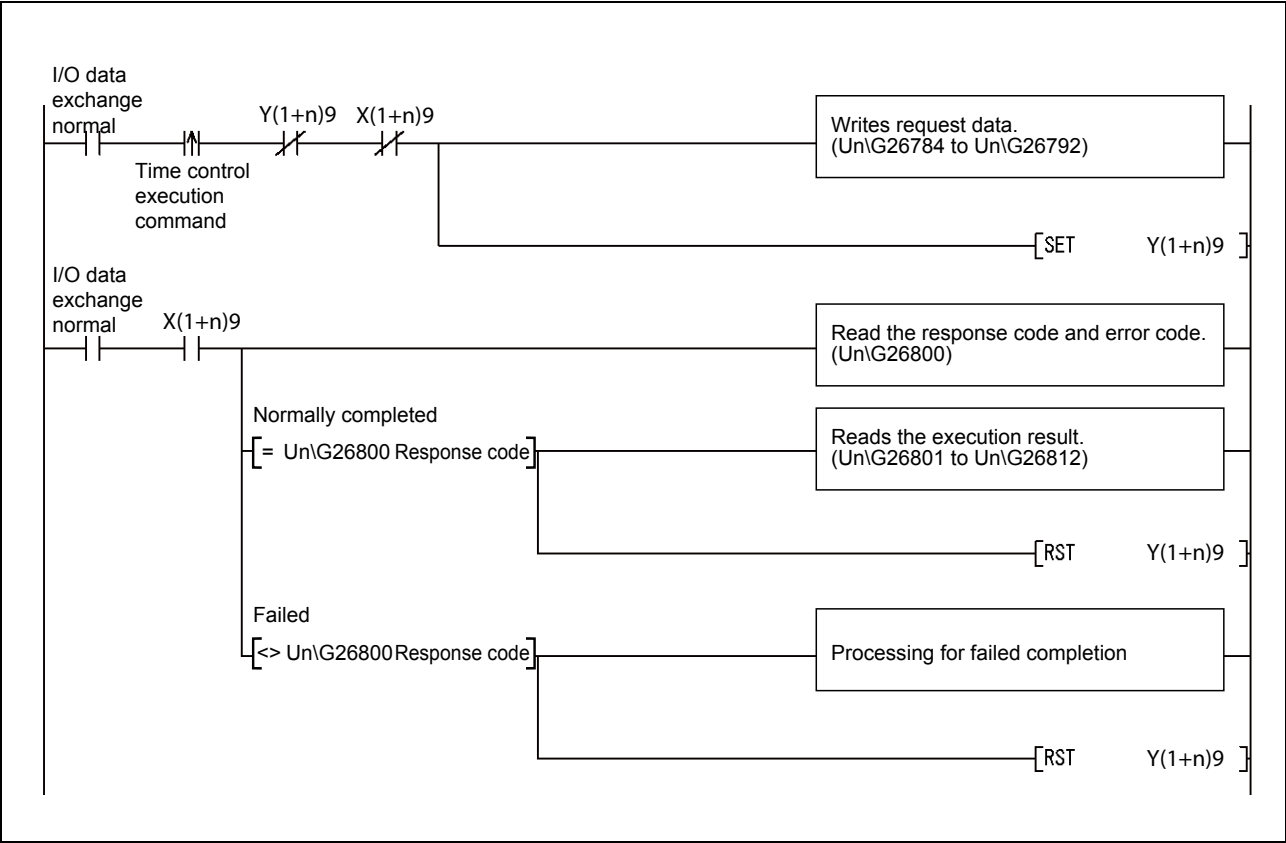 I/O data
exchange
normal
Y(1+n)9 X(1+n)9
Time control
execution
command
Writes request data.
(Un\G26784 to Un\G26792)
SET Y(1+n)9
I/O data
exchange
normal
X(1+n)9
Read the response code and error code.
(Un\G26800)
Normally completed
= Un\G26800 Response code
Reads the execution result.
(Un\G26801 to Un\G26812)
RST Y(1+n)9
Failed
<> Un\G26800 Response code
Processing for failed completion
RST Y(1+n)9